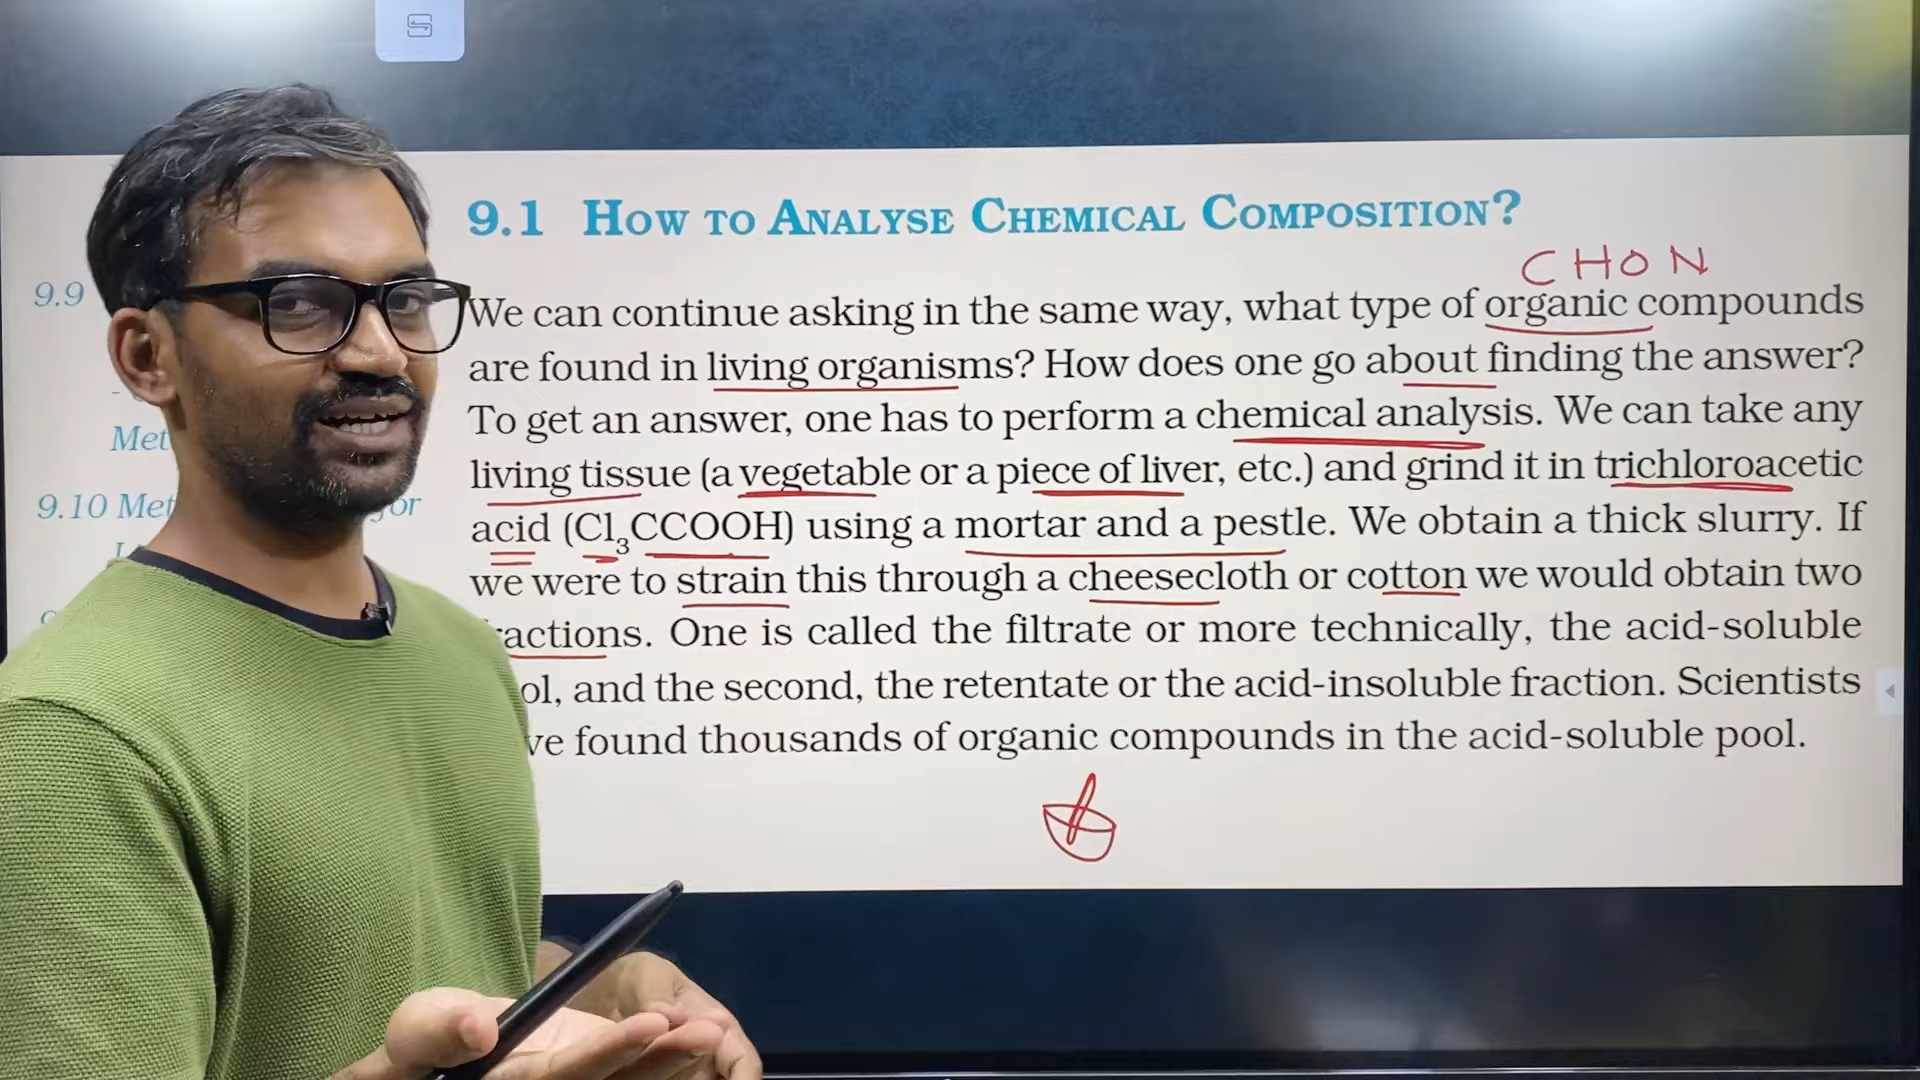 9.1 HOW TO ANALYSE CHEMICAL COMPOSITION?
C H O N
9.9
We can continue asking in the same way, what type of organic compounds
are found in living organisms? How does one go about finding the answer?
To get an answer, one has to perform a chemical analysis. We can take any
Met
living tissue (a vegetable or a piece of liver, etc.) and grind it in trichloroacetic
9.10 Met or
acid (Cl3CCOOH) using a mortar and a pestle. We obtain a thick slurry. If
we were to strain this through a cheesecloth or cotton we would obtain two
ractions. One is called the filtrate or more technically, the acid-soluble
ol, and the second, the retentate or the acid-insoluble fraction. Scientists
ve found thousands of organic compounds in the acid-soluble pool.